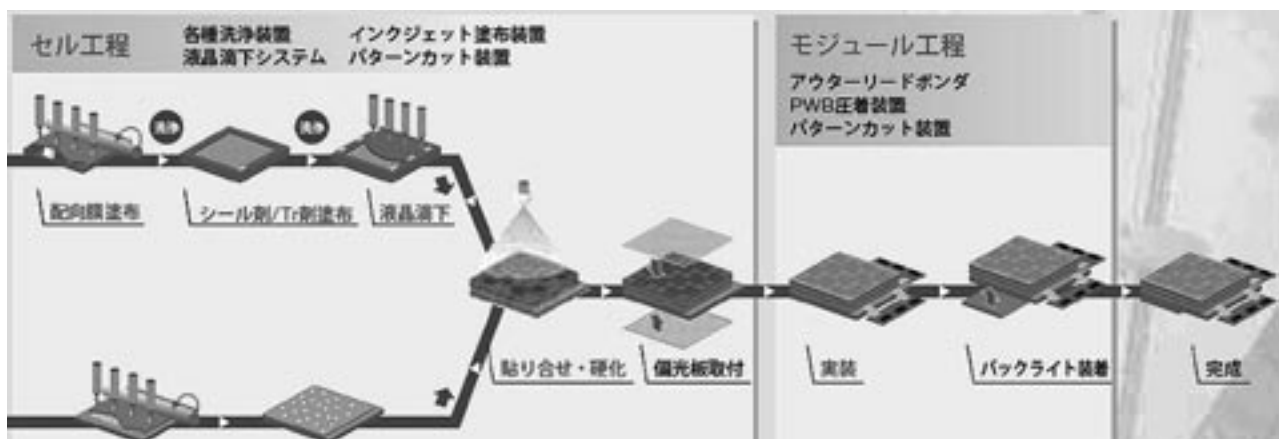 セル工程
各種洗浄装置 インクジェット塗布装置
液晶滴下システム パターンカット装置
モジュール工程
アウターリードボンダ
PWB圧着装置
パターンカット装置
洗浄
洗浄
配向膜塗布
シール剤/Tr剤塗布
液晶滴下
貼り合せ・硬化
偏光板取付
実装
バックライト装着
完成